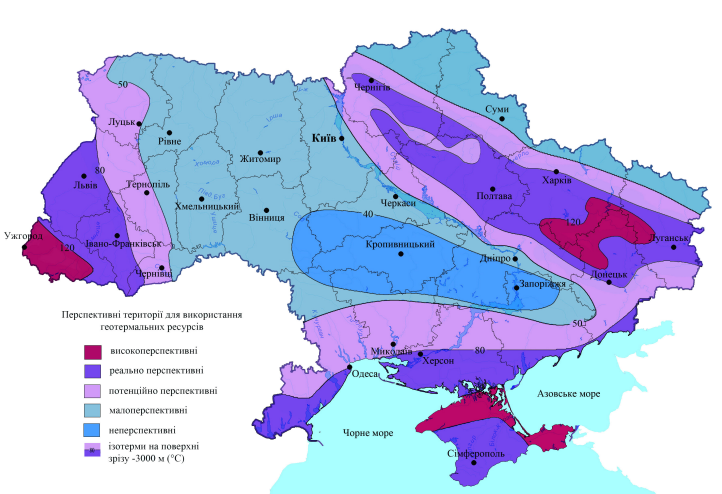 50
Чернігів
Суми
Луцьк
Рівне
Київ
Житомир
80
Львів
Тернопіль
Харків
Полтава
Хмельницький
Вінниця
Черкаси
40
120
Ужгород
120
Івано-Франківськ
Кропивницький
Луганськ
Дніпро
Чернівці
Донецьк
Запоріжжя
50
Миколаїв
80
Херсон
Одеса
Азовське море
Чорне море
Сімферополь
Перспективні території для використання
геотермальних ресурсів
високоперспективні
реально перспективні
потенційно перспективні
малоперспективні
неперспективні
ізотерми на поверхні
зрізу -3000 м (°C)